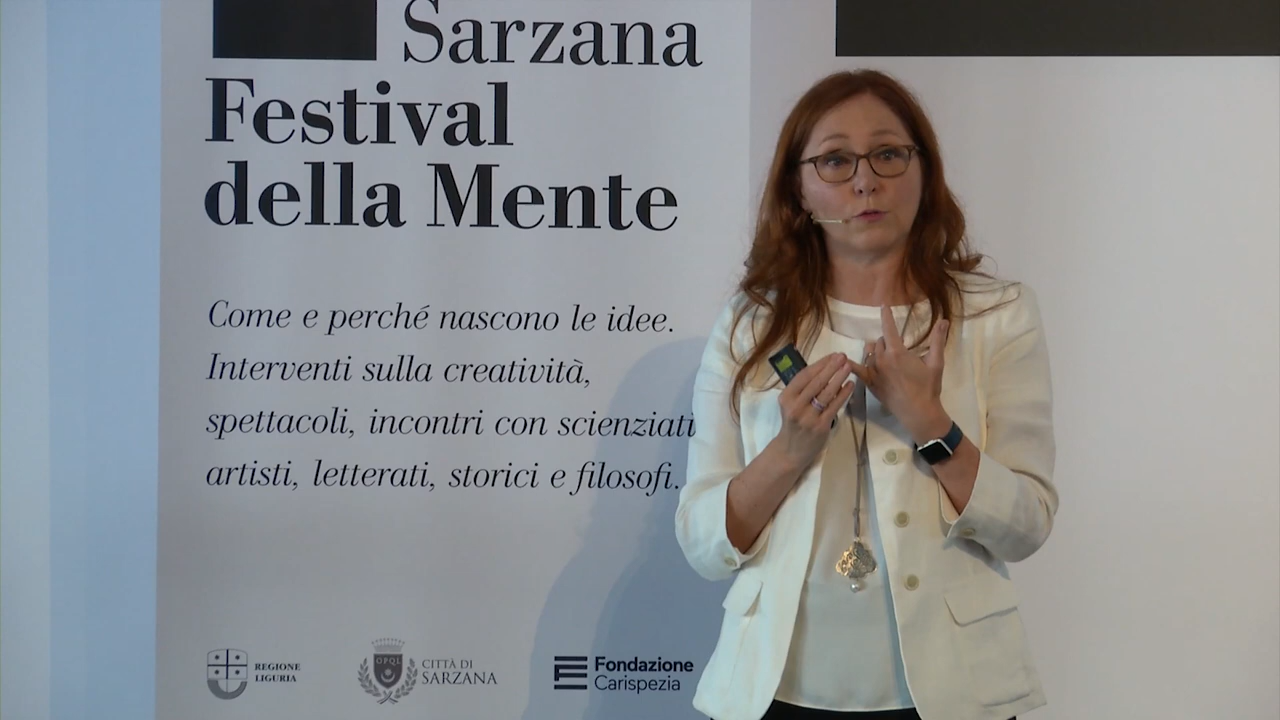 Sarzana
Festival
della Mente
Come e perché nascono le idee.
Interventi sulla creatività,
spettacoli, incontri con scienziati
artisti, letterati, storici e filosofi.
REGIONE
LIGURIA
OPQL
CITTÀ DI
SARZANA
Fondazione
Carispezia